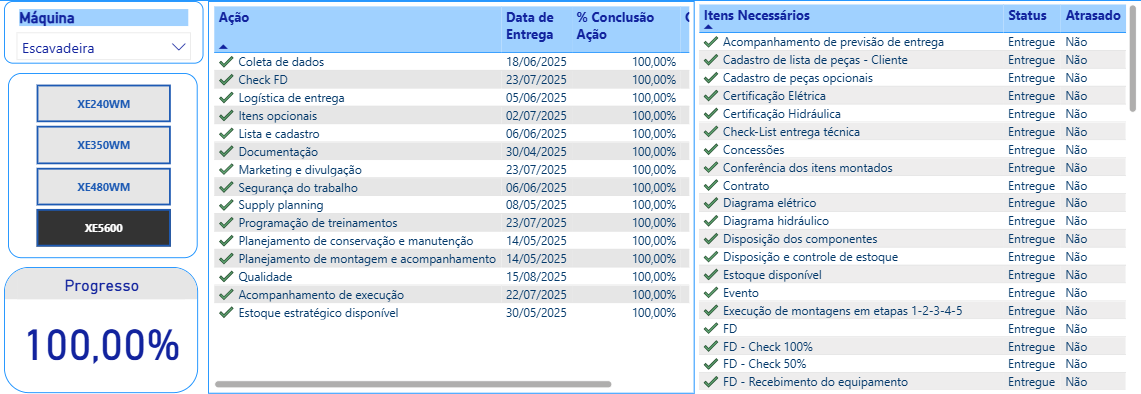 Máquina
Escavadeira
XE240WM
XE350WM
XE480WM
XE5600
Progresso
100,00%
Ação Data de Entrega % Conclusão Ação
Coleta de dados 18/06/2025 100,00%
Check FD 23/07/2025 100,00%
Logística de entrega 05/06/2025 100,00%
Itens opcionais 02/07/2025 100,00%
Lista e cadastro 06/06/2025 100,00%
Documentação 30/04/2025 100,00%
Marketing e divulgação 23/07/2025 100,00%
Segurança do trabalho 06/06/2025 100,00%
Supply planning 08/05/2025 100,00%
Programação de treinamentos 23/07/2025 100,00%
Planejamento de conservação e manutenção 14/05/2025 100,00%
Planejamento de montagem e acompanhamento 14/05/2025 100,00%
Qualidade 15/08/2025 100,00%
Acompanhamento de execução 22/07/2025 100,00%
Estoque estratégico disponível 30/05/2025 100,00%
Itens Necessários Status Atrasado
Acompanhamento de previsão de entrega Entregue Não
Cadastro de lista de peças - Cliente Entregue Não
Cadastro de peças opcionais Entregue Não
Certificação Elétrica Entregue Não
Certificação Hidráulica Entregue Não
Check-List entrega técnica Entregue Não
Concessões Entregue Não
Conferência dos itens montados Entregue Não
Contrato Entregue Não
Diagrama elétrico Entregue Não
Diagrama hidráulico Entregue Não
Disposição dos componentes Entregue Não
Disposição e controle de estoque Entregue Não
Estoque disponível Entregue Não
Evento Entregue Não
Execução de montagens em etapas 1-2-3-4-5 Entregue Não
FD Entregue Não
FD - Check 100% Entregue Não
FD - Check 50% Entregue Não
FD - Recebimento do equipamento Entregue Não